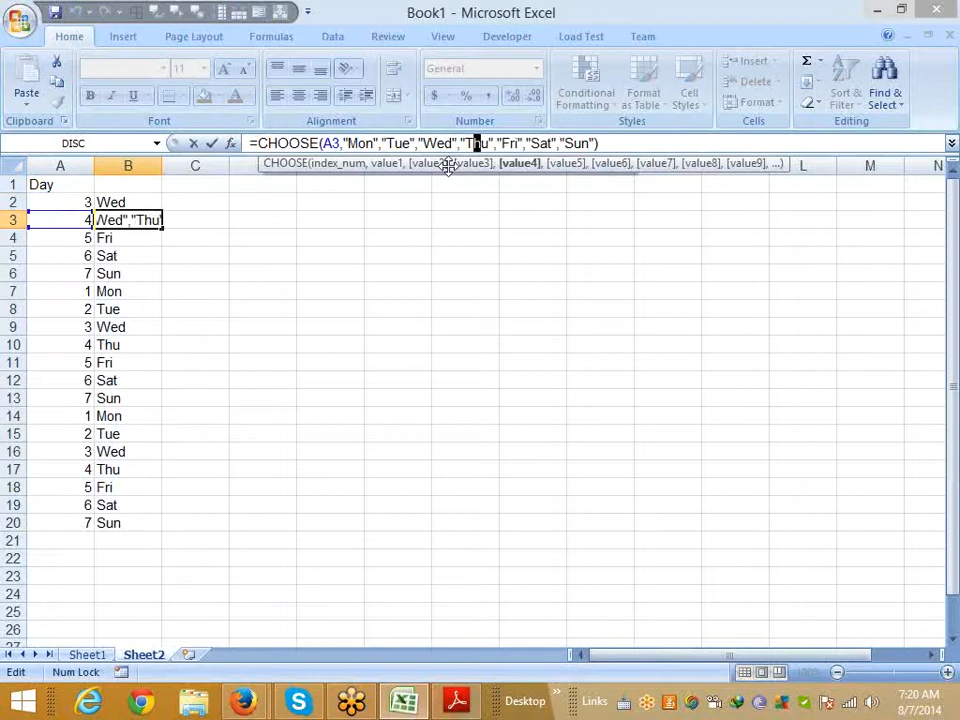 Book1 - Microsoft Excel
Home Insert Page Layout Formulas Data Review View Developer Load Test Team
Paste
11
General
Conditional Formatting
Format as Table
Cell Styles
Insert
Delete
Format
Sort & Filter
Find & Select
Clipboard Font Alignment Number Styles Cells Editing
DISC =CHOOSE(A3,"Mon","Tue","Wed","Thu","Fri","Sat","Sun")
CHOOSE(index_num, value1, [value2], [value3], [value4], [value5], [value6], [value7], [value8], [value9], ...)
A B C L M N
1 Day
2 3 Wed
3 4 Wed","Thu"
4 5 Fri
5 6 Sat
6 7 Sun
7 1 Mon
8 2 Tue
9 3 Wed
10 4 Thu
11 5 Fri
12 6 Sat
13 7 Sun
14 1 Mon
15 2 Tue
16 3 Wed
17 4 Thu
18 5 Fri
19 6 Sat
20 7 Sun
21
22
23
24
25
26
27
Sheet1 Sheet2
Edit Num Lock
Desktop Links
7:20 AM
8/7/2014